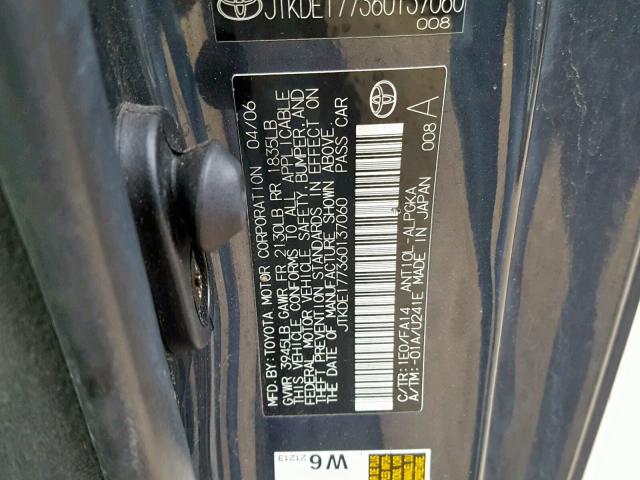 JTKDE177360137060
008
MFD.BY:TOYOTA MOTOR CORPORATION 04/06
GVWR 3945LB GAWR FR 2130LB RR 1835LB
THIS VEHICLE CONFORMS TO ALL APPLICABLE
FEDERAL MOTOR VEHICLE SAFETY, BUMPER, AND
THEFT PREVENTION STANDARDS IN EFFECT ON
THE DATE OF MANUFACTURE SHOWN ABOVE.
JTKDE177360137060 PASS CAR
C/TR: 1E0/FA14 ANT10L-ALPGKA
A/TM: -01A/U241E MADE IN JAPAN
008 A
W6
21213